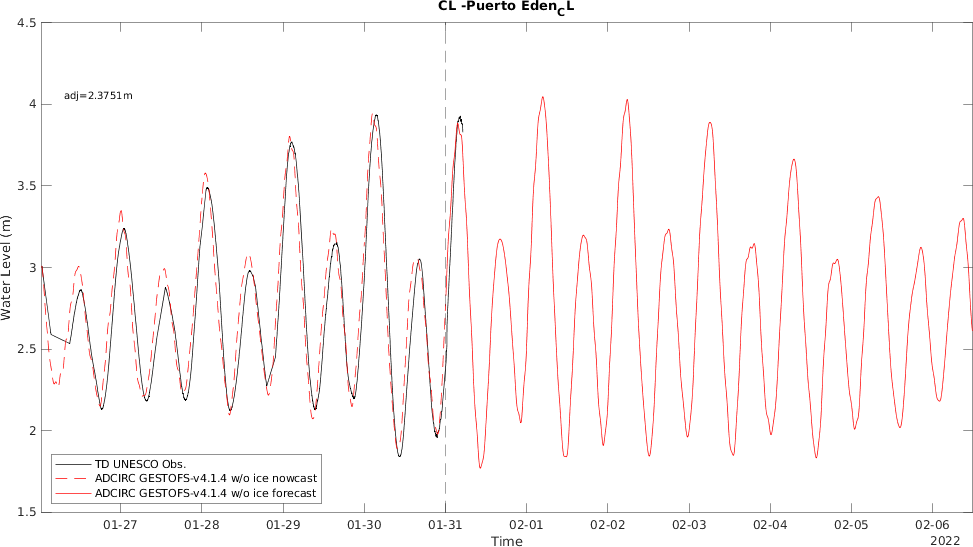 CL -Puerto Eden_CL
4.5
4
3.5
3
2.5
2
1.5
Water Level (m)
adj=2.3751m
TD UNESCO Obs.
ADCIRC GESTOFS-v4.1.4 w/o ice nowcast
ADCIRC GESTOFS-v4.1.4 w/o ice forecast
01-27 01-28 01-29 01-30 01-31 02-01 02-02 02-03 02-04 02-05 02-06
Time
2022